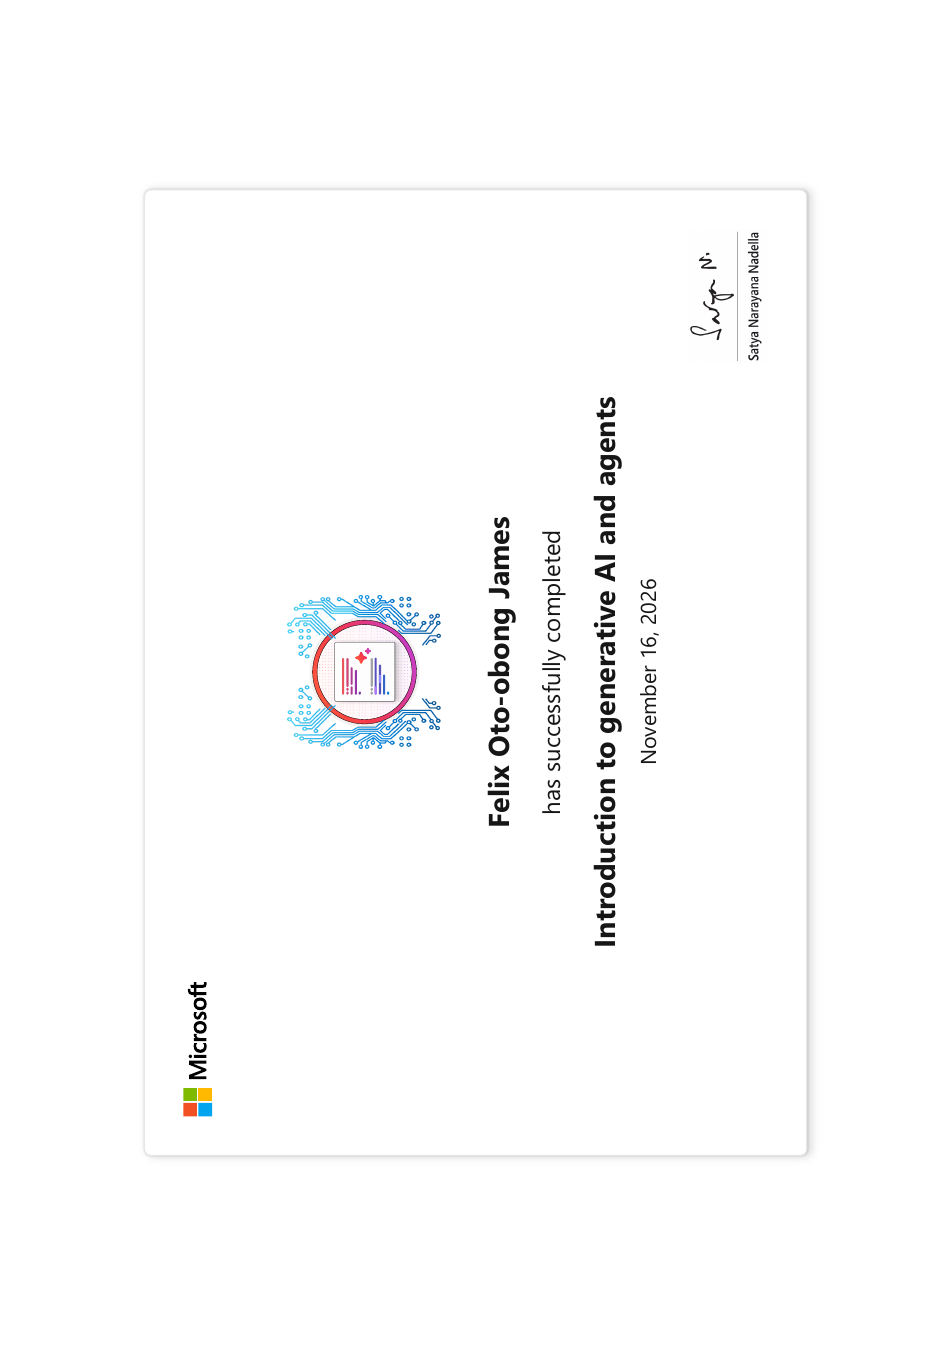 Microsoft
Felix Oto-obong James
has successfully completed
Introduction to generative AI and agents
November 16, 2026
Satya N.
Satya Narayana Nadella